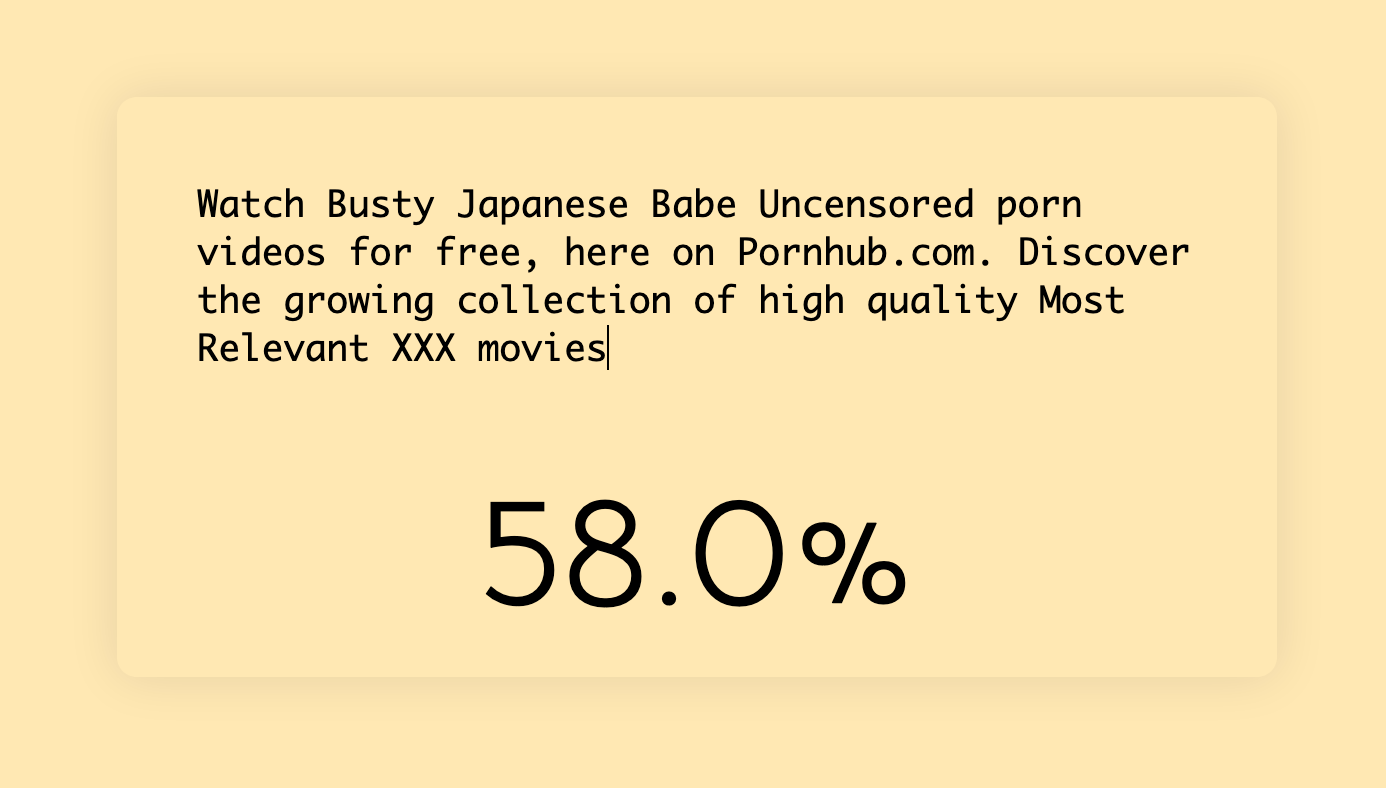 Watch Busty Japanese Babe Uncensored porn
videos for free, here on Pornhub.com. Discover
the growing collection of high quality Most
Relevant XXX movies
58.0%